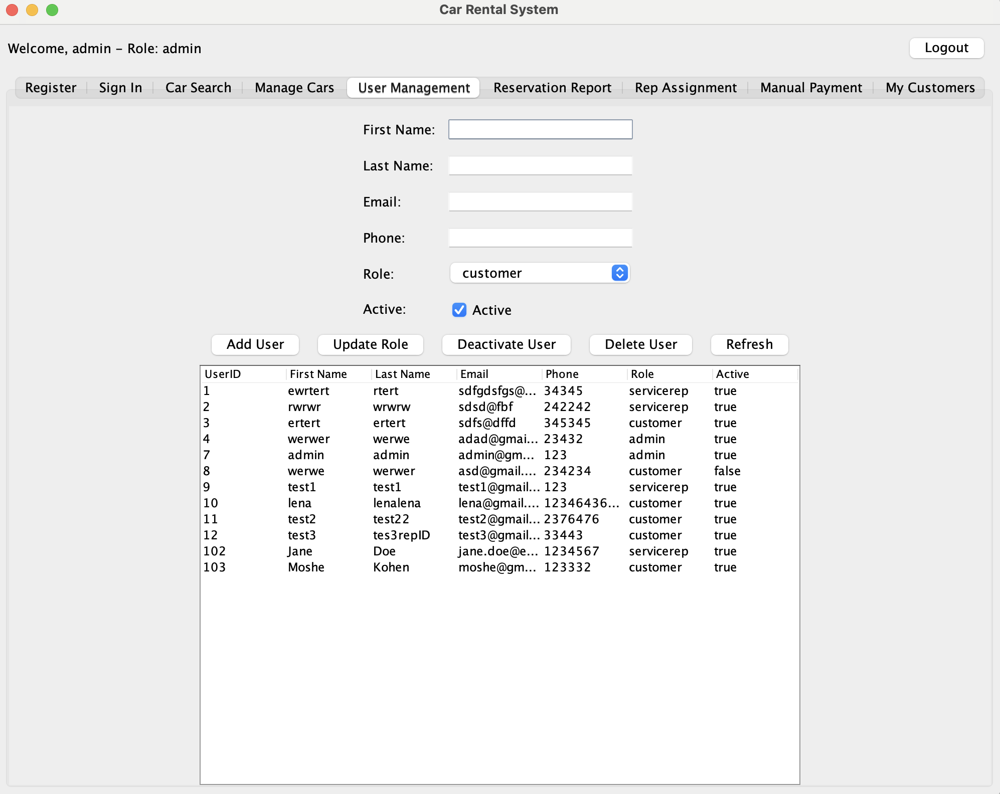 Car Rental System
Welcome, admin – Role: admin Logout
Register Sign In Car Search Manage Cars User Management Reservation Report Rep Assignment Manual Payment My Customers
First Name:
Last Name:
Email:
Phone:
Role: customer
Active: Active
Add User Update Role Deactivate User Delete User Refresh
UserID First Name Last Name Email Phone Role Active
1 ewrtert rtert sdfgdsfgs@... 34345 servicerep true
2 rwrwr wrwrw sdsd@fbf 242242 servicerep true
3 ertert ertert sdfs@dffd 345345 customer true
4 werwer werwe adad@gmai... 23432 admin true
7 admin admin admin@gm... 123 admin true
8 werwe werwer asd@gmail.... 234234 customer false
9 test1 test1 test1@gmail... 123 servicerep true
10 lena lenalena lena@gmail.... 12346436... customer true
11 test2 test22 test2@gmail... 2376476 customer true
12 test3 tes3repID test3@gmail... 33443 customer true
102 Jane Doe jane.doe@e... 1234567 servicerep true
103 Moshe Kohen moshe@gm... 123332 customer true